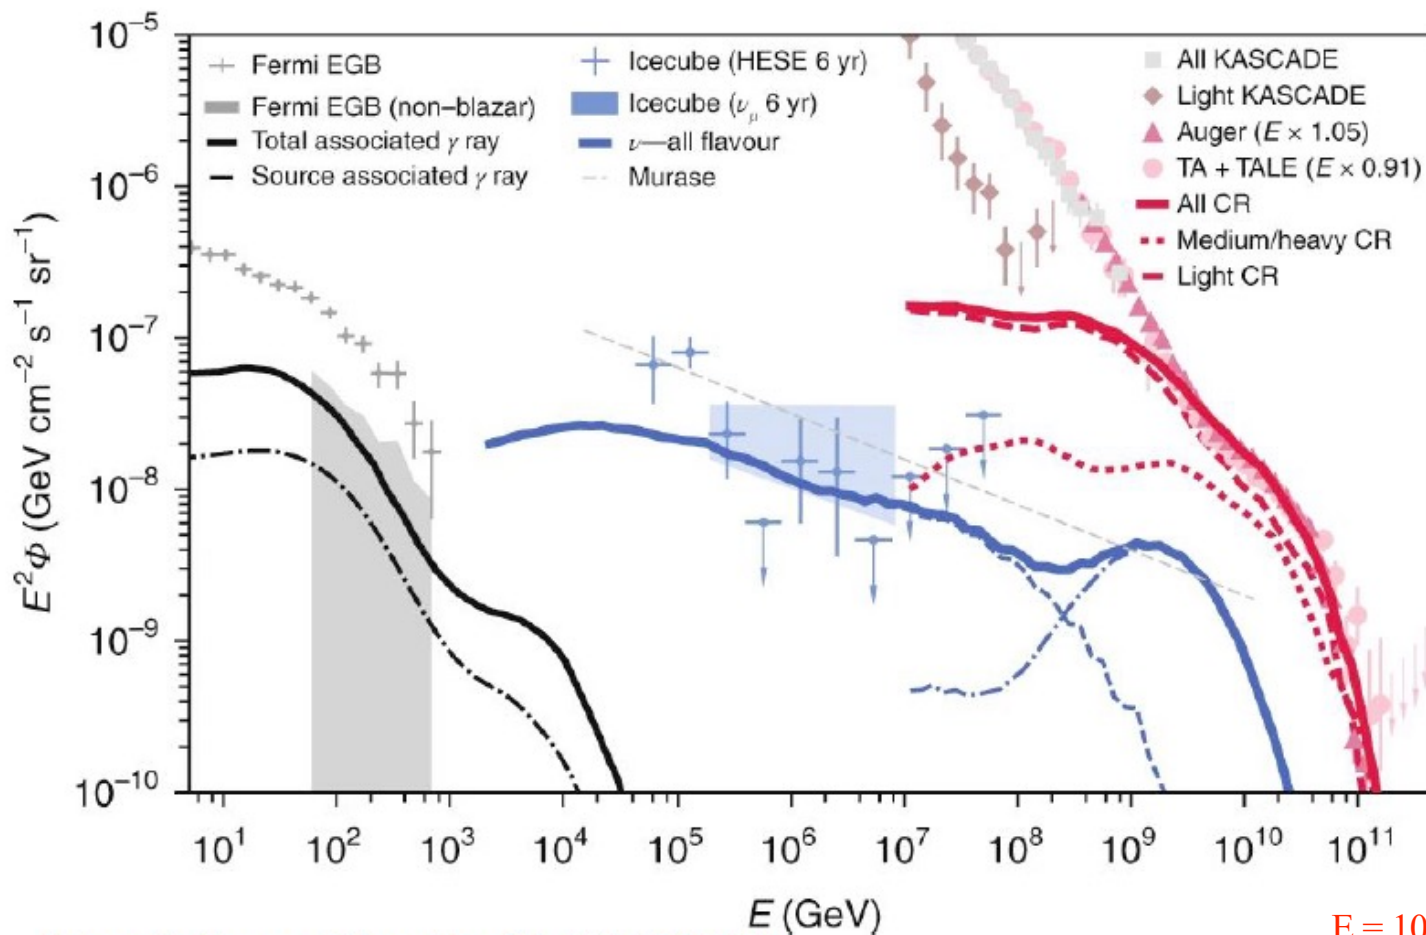 10⁻⁵
10⁻⁶
10⁻⁷
10⁻⁸
10⁻⁹
10⁻¹⁰
E²Φ (GeV cm⁻² s⁻¹ sr⁻¹)
Fermi EGB
Fermi EGB (non–blazar)
Total associated γ ray
Source associated γ ray
Icecube (HESE 6 yr)
Icecube (νμ 6 yr)
ν—all flavour
Murase
All KASCADE
Light KASCADE
Auger (E × 1.05)
TA + TALE (E × 0.91)
All CR
Medium/heavy CR
Light CR
10¹ 10² 10³ 10⁴ 10⁵ 10⁶ 10⁷ 10⁸ 10⁹ 10¹⁰ 10¹¹
E (GeV)
E = 10